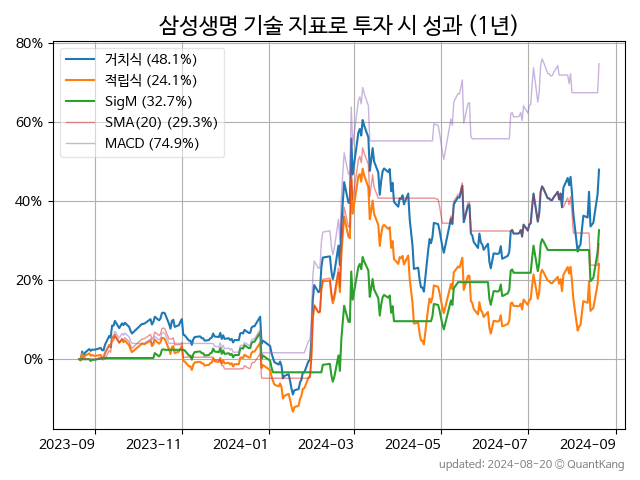 삼성생명 기술 지표로 투자 시 성과 (1년)
80%
60%
40%
20%
0%
거치식 (48.1%)
적립식 (24.1%)
SigM (32.7%)
SMA(20) (29.3%)
MACD (74.9%)
2023-09 2023-11 2024-01 2024-03 2024-05 2024-07 2024-09
updated: 2024-08-20 © QuantKang